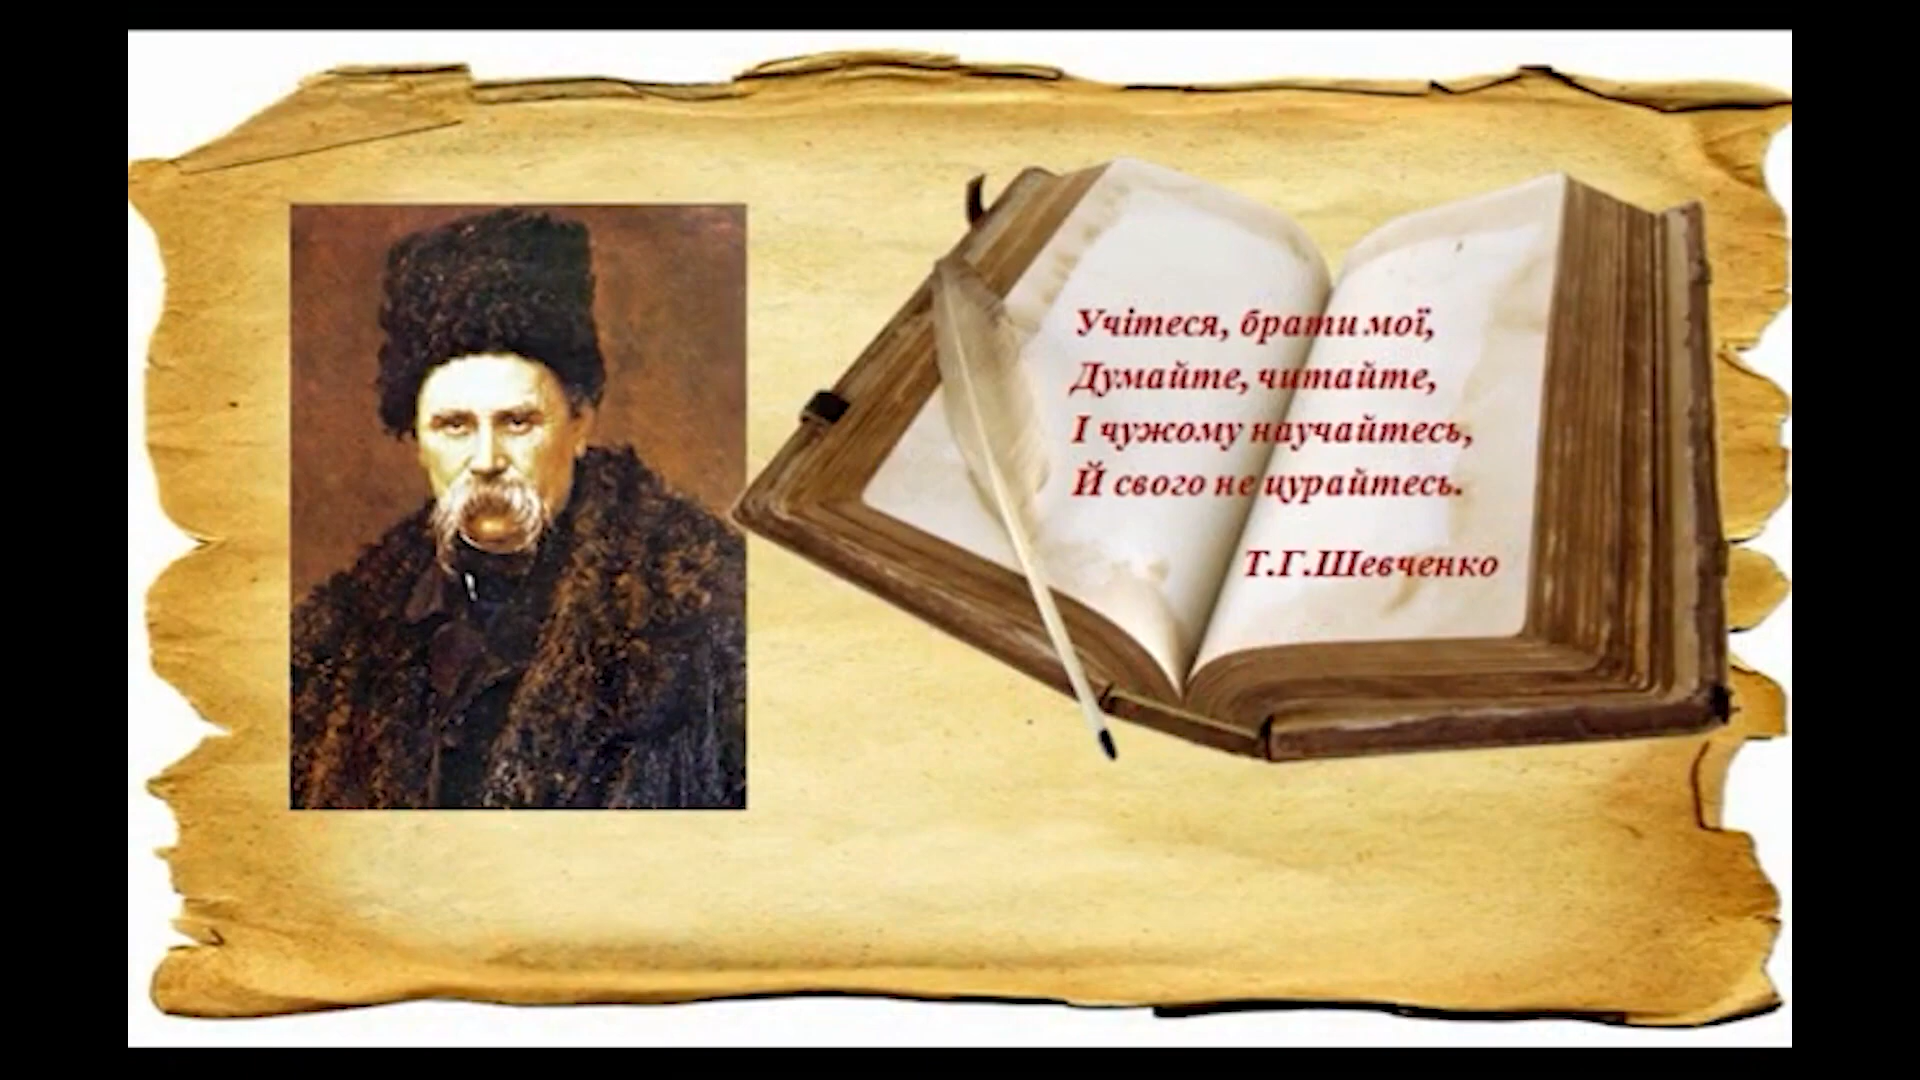 Учітеся, брати мої,
Думайте, читайте,
І чужому научайтесь,
Й свого не цурайтесь.
Т.Г.Шевченко